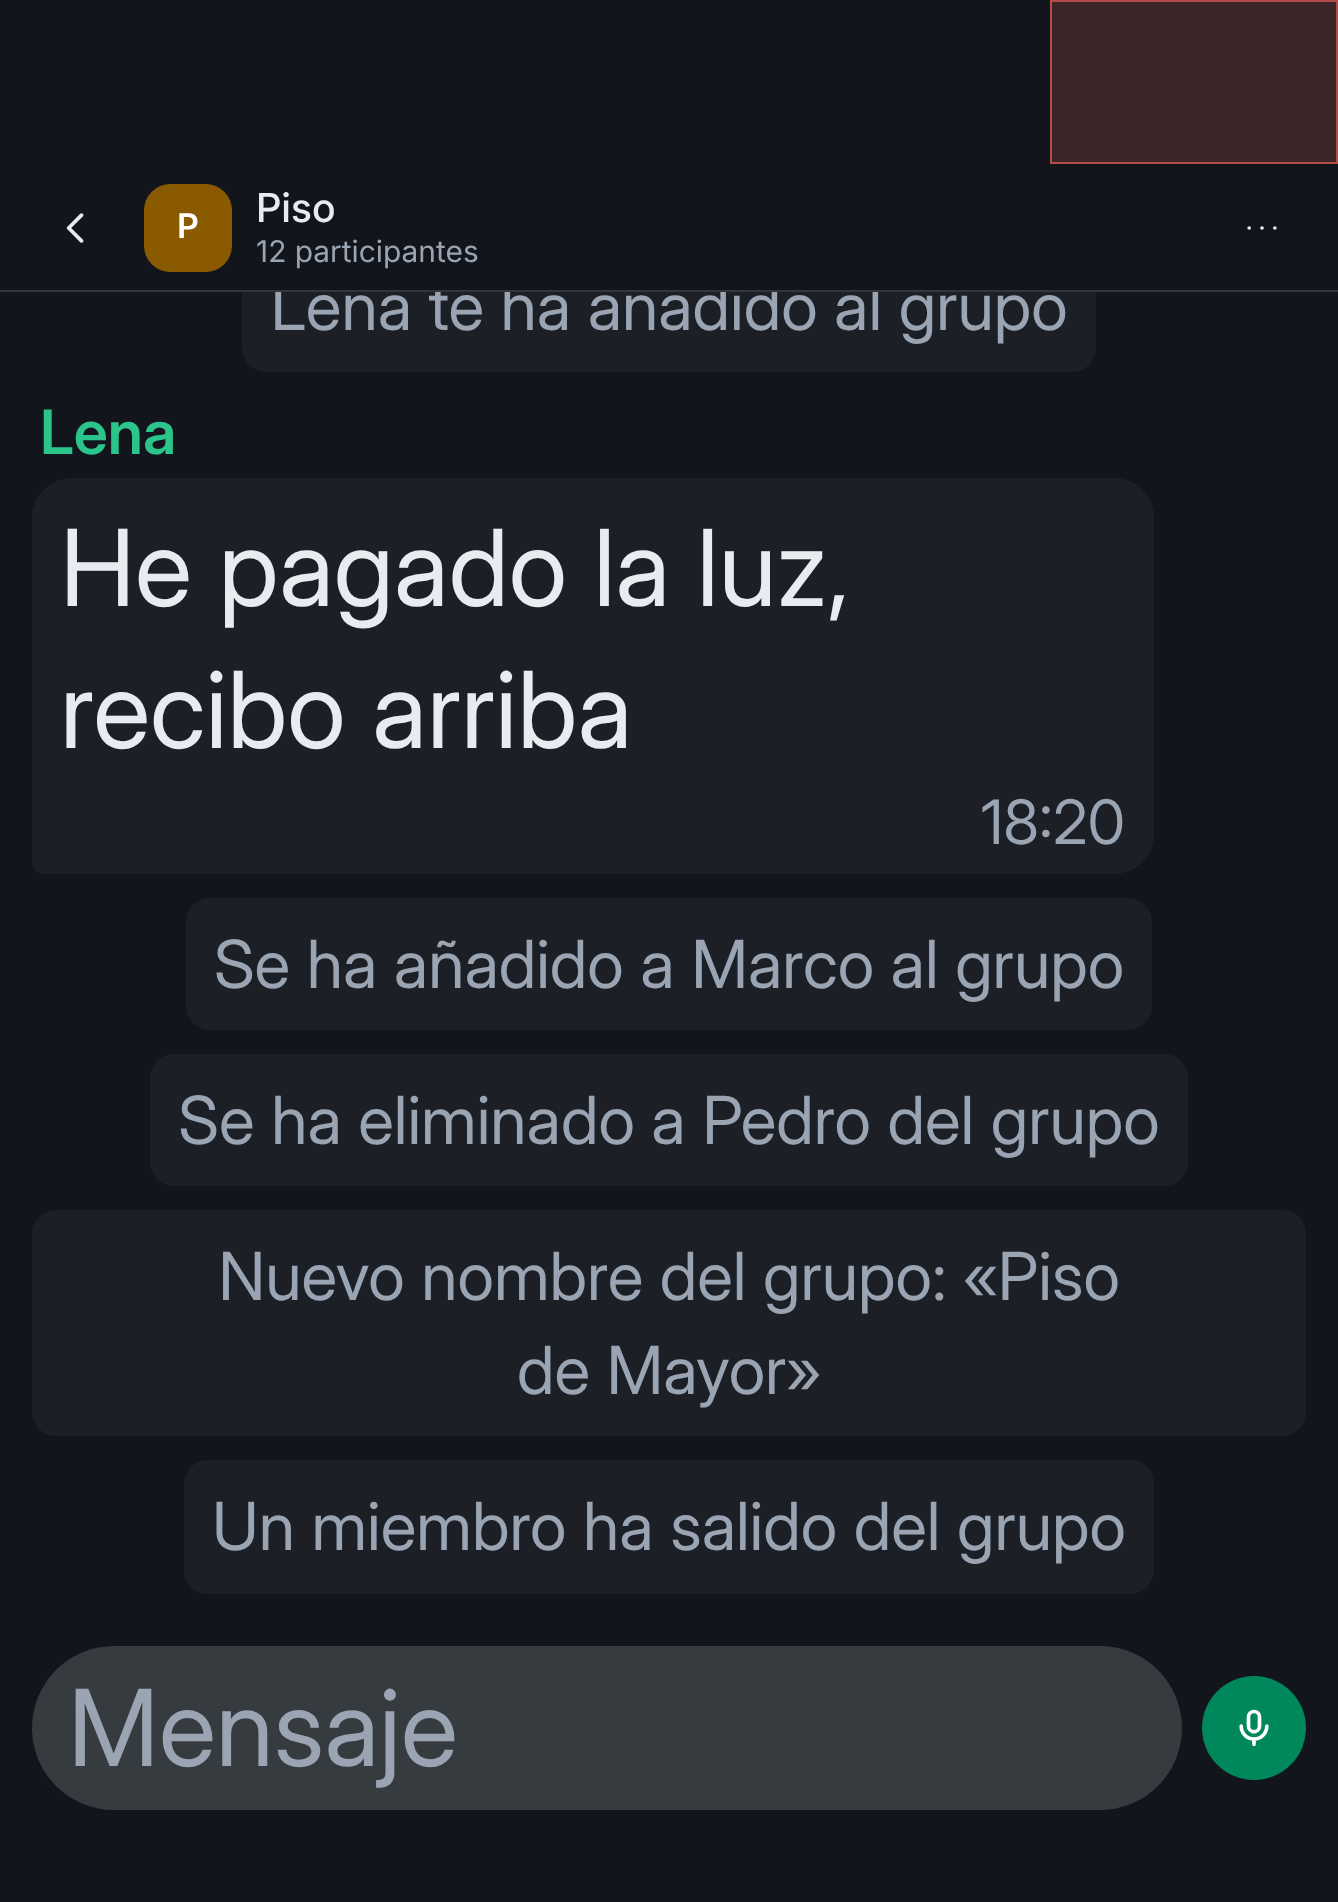 P
Piso
12 participantes
Lena te ha añadido al grupo
Lena
He pagado la luz,
recibo arriba
18:20
Se ha añadido a Marco al grupo
Se ha eliminado a Pedro del grupo
Nuevo nombre del grupo: «Piso
de Mayor»
Un miembro ha salido del grupo
Mensaje